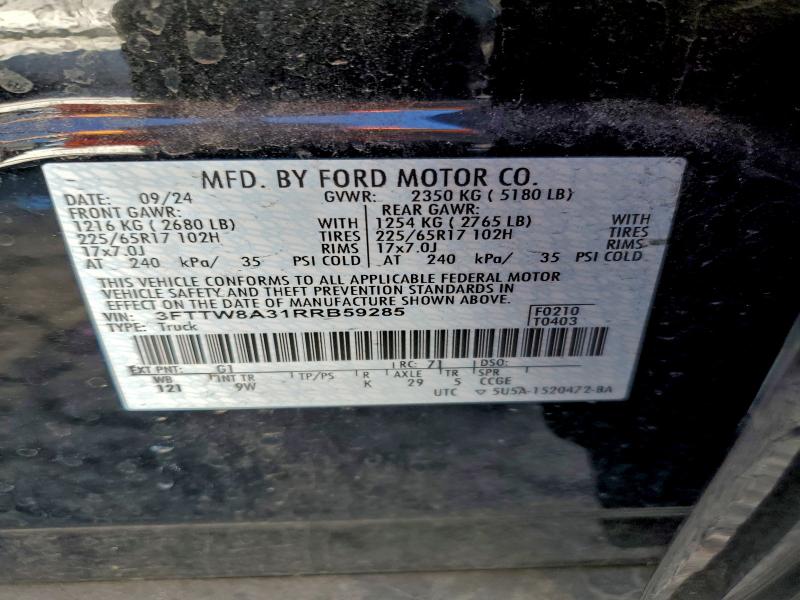 MFD. BY FORD MOTOR CO.
DATE: 09/24 GVWR: 2350 KG ( 5180 LB)
FRONT GAWR: REAR GAWR:
1216 KG ( 2680 LB) WITH 1254 KG ( 2765 LB) WITH
225/65R17 102H TIRES 225/65R17 102H TIRES
17x7.0J RIMS 17x7.0J RIMS
AT 240 kPa/ 35 PSI COLD AT 240 kPa/ 35 PSI COLD
THIS VEHICLE CONFORMS TO ALL APPLICABLE FEDERAL MOTOR
VEHICLE SAFETY AND THEFT PREVENTION STANDARDS IN
EFFECT ON THE DATE OF MANUFACTURE SHOWN ABOVE.
VIN: 3FTTW8A31RRB59285 F0210
TYPE: Truck T0403
EXT PNT: G1 RC: 71 DSO:
WB INT TR TP/PS R AXLE TR SPR
121 9W K 29 5 CCGE
UTC ▽ 5U5A-1520472-BA